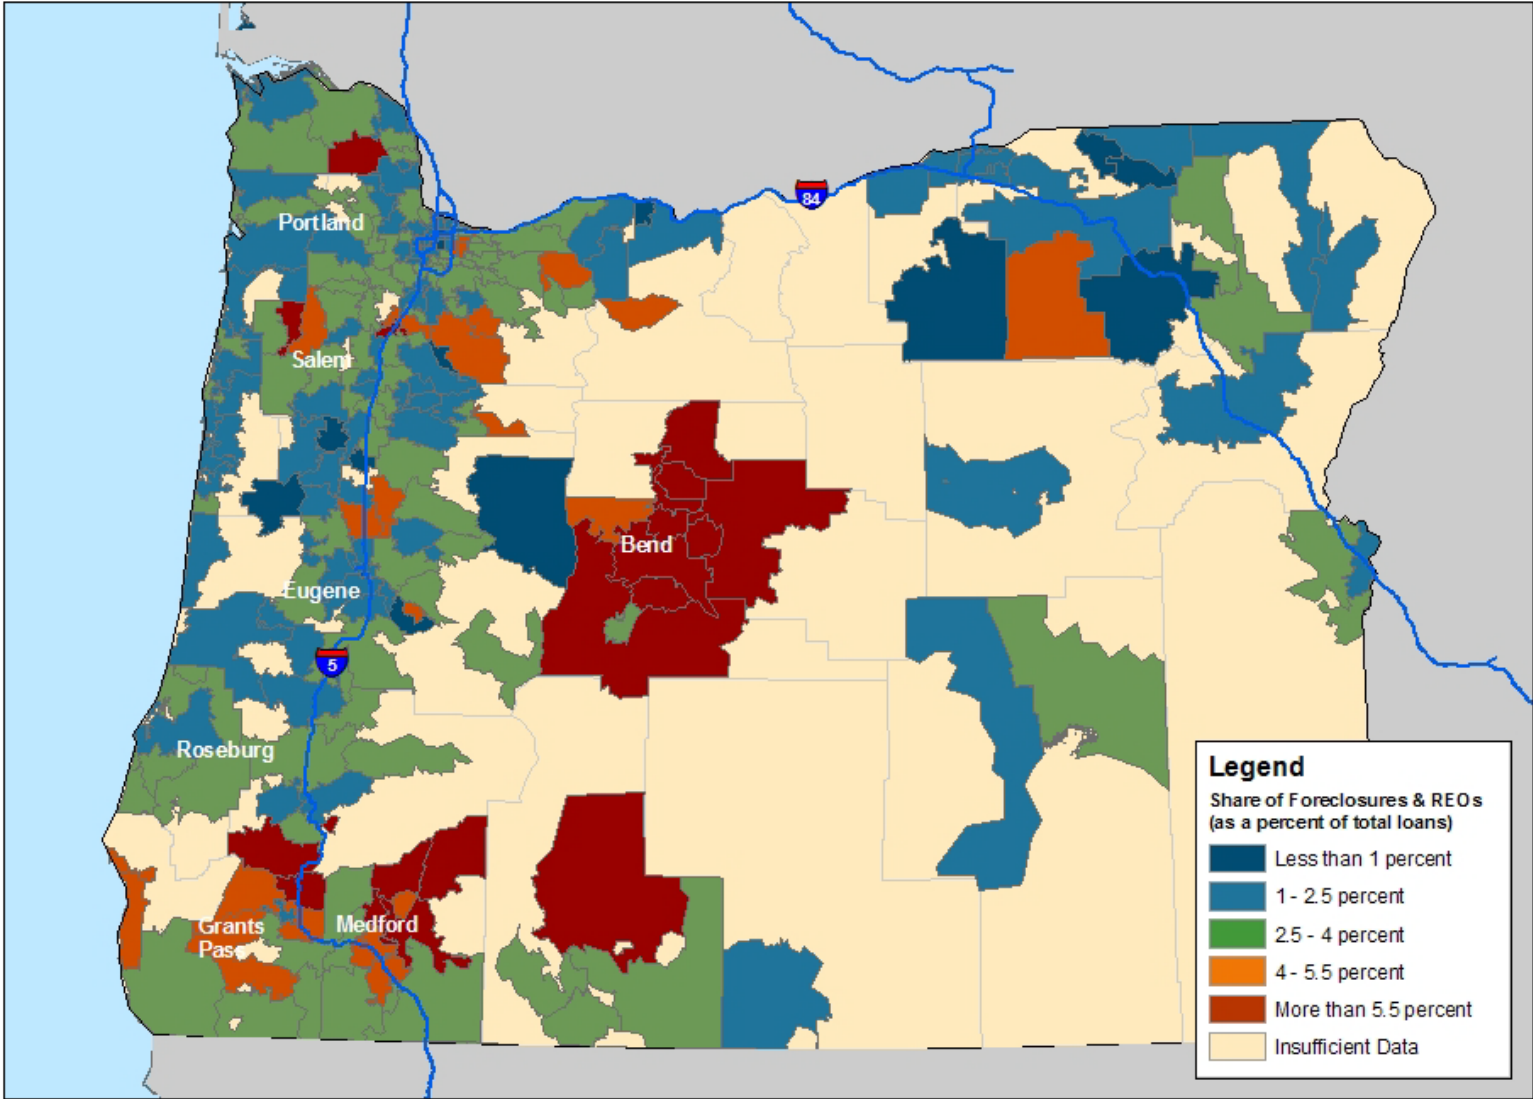 84
Portland
Salem
Bend
Eugene
5
Roseburg
Grants
Pass
Medford
Legend
Share of Foreclosures & REOs
(as a percent of total loans)
Less than 1 percent
1 - 2.5 percent
2.5 - 4 percent
4 - 5.5 percent
More than 5.5 percent
Insufficient Data